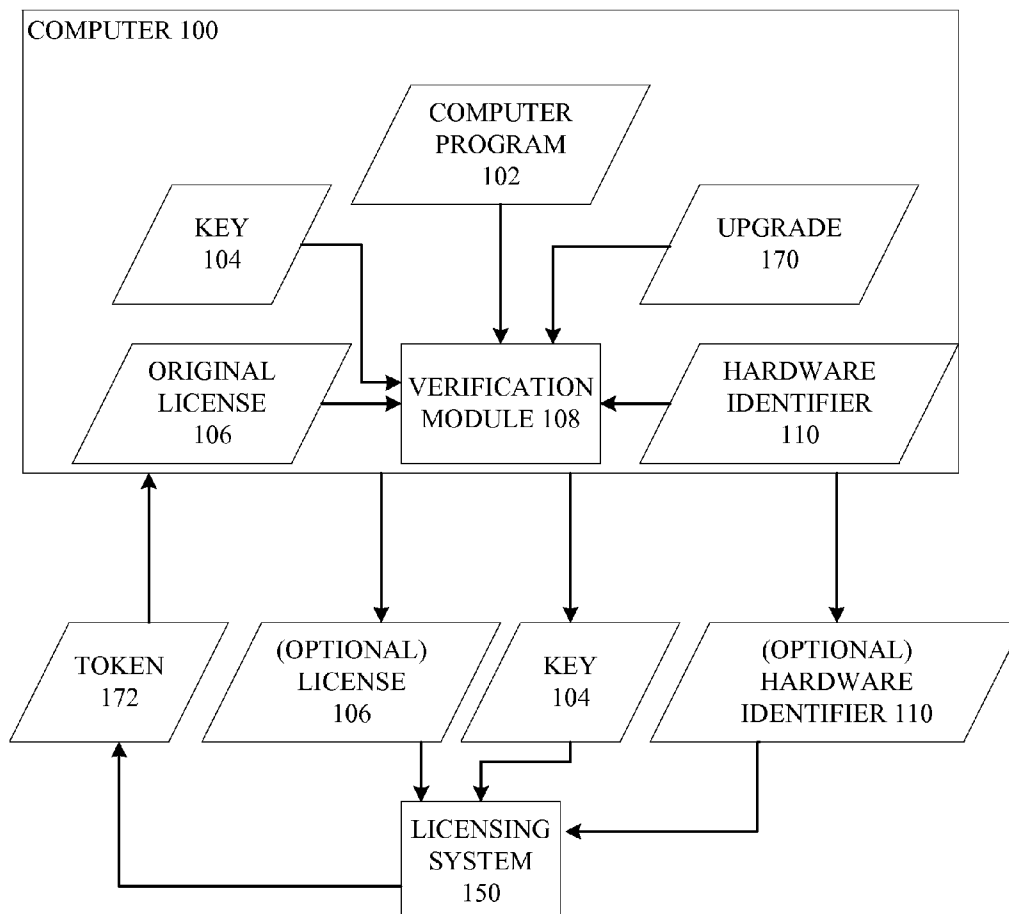 COMPUTER 100
COMPUTER
PROGRAM
102
KEY
104
UPGRADE
170
ORIGINAL
LICENSE
106
VERIFICATION
MODULE 108
HARDWARE
IDENTIFIER
110
TOKEN
172
(OPTIONAL)
LICENSE
106
KEY
104
(OPTIONAL)
HARDWARE
IDENTIFIER 110
LICENSING
SYSTEM
150